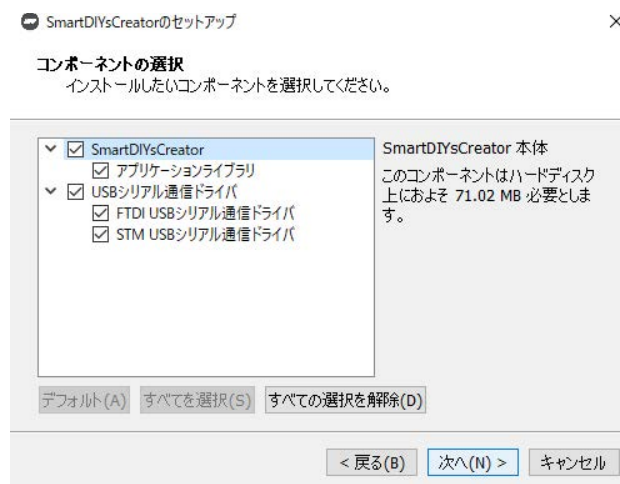 SmartDIYsCreatorのセットアップ
コンポーネントの選択
インストールしたいコンポーネントを選択してください。
SmartDIYsCreator
アプリケーションライブラリ
USBシリアル通信ドライバ
FTDI USBシリアル通信ドライバ
STM USBシリアル通信ドライバ
SmartDIYsCreator 本体
このコンポーネントはハードディスク
上におよそ 71.02 MB 必要としま
す。
デフォルト(A) すべてを選択(S) すべての選択を解除(D)
< 戻る(B) 次へ(N) > キャンセル